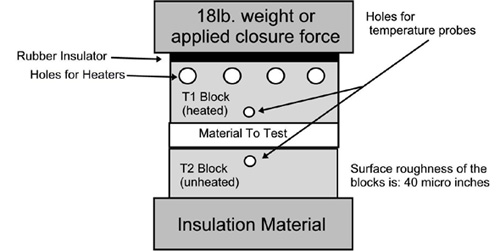 18lb. weight or
applied closure force
Holes for
temperature probes
Rubber Insulator
Holes for Heaters
T1 Block
(heated)
Material To Test
T2 Block
(unheated)
Surface roughness of the
blocks is: 40 micro inches
Insulation Material